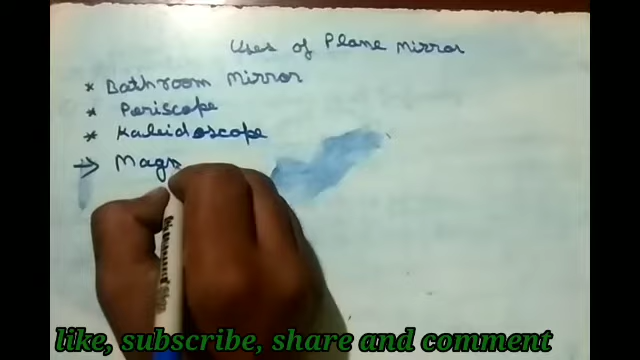 Uses of Plane Mirror
* Bathroom Mirror
* Periscope
* Kaleidoscope
→ Magn
like, subscribe, share and comment